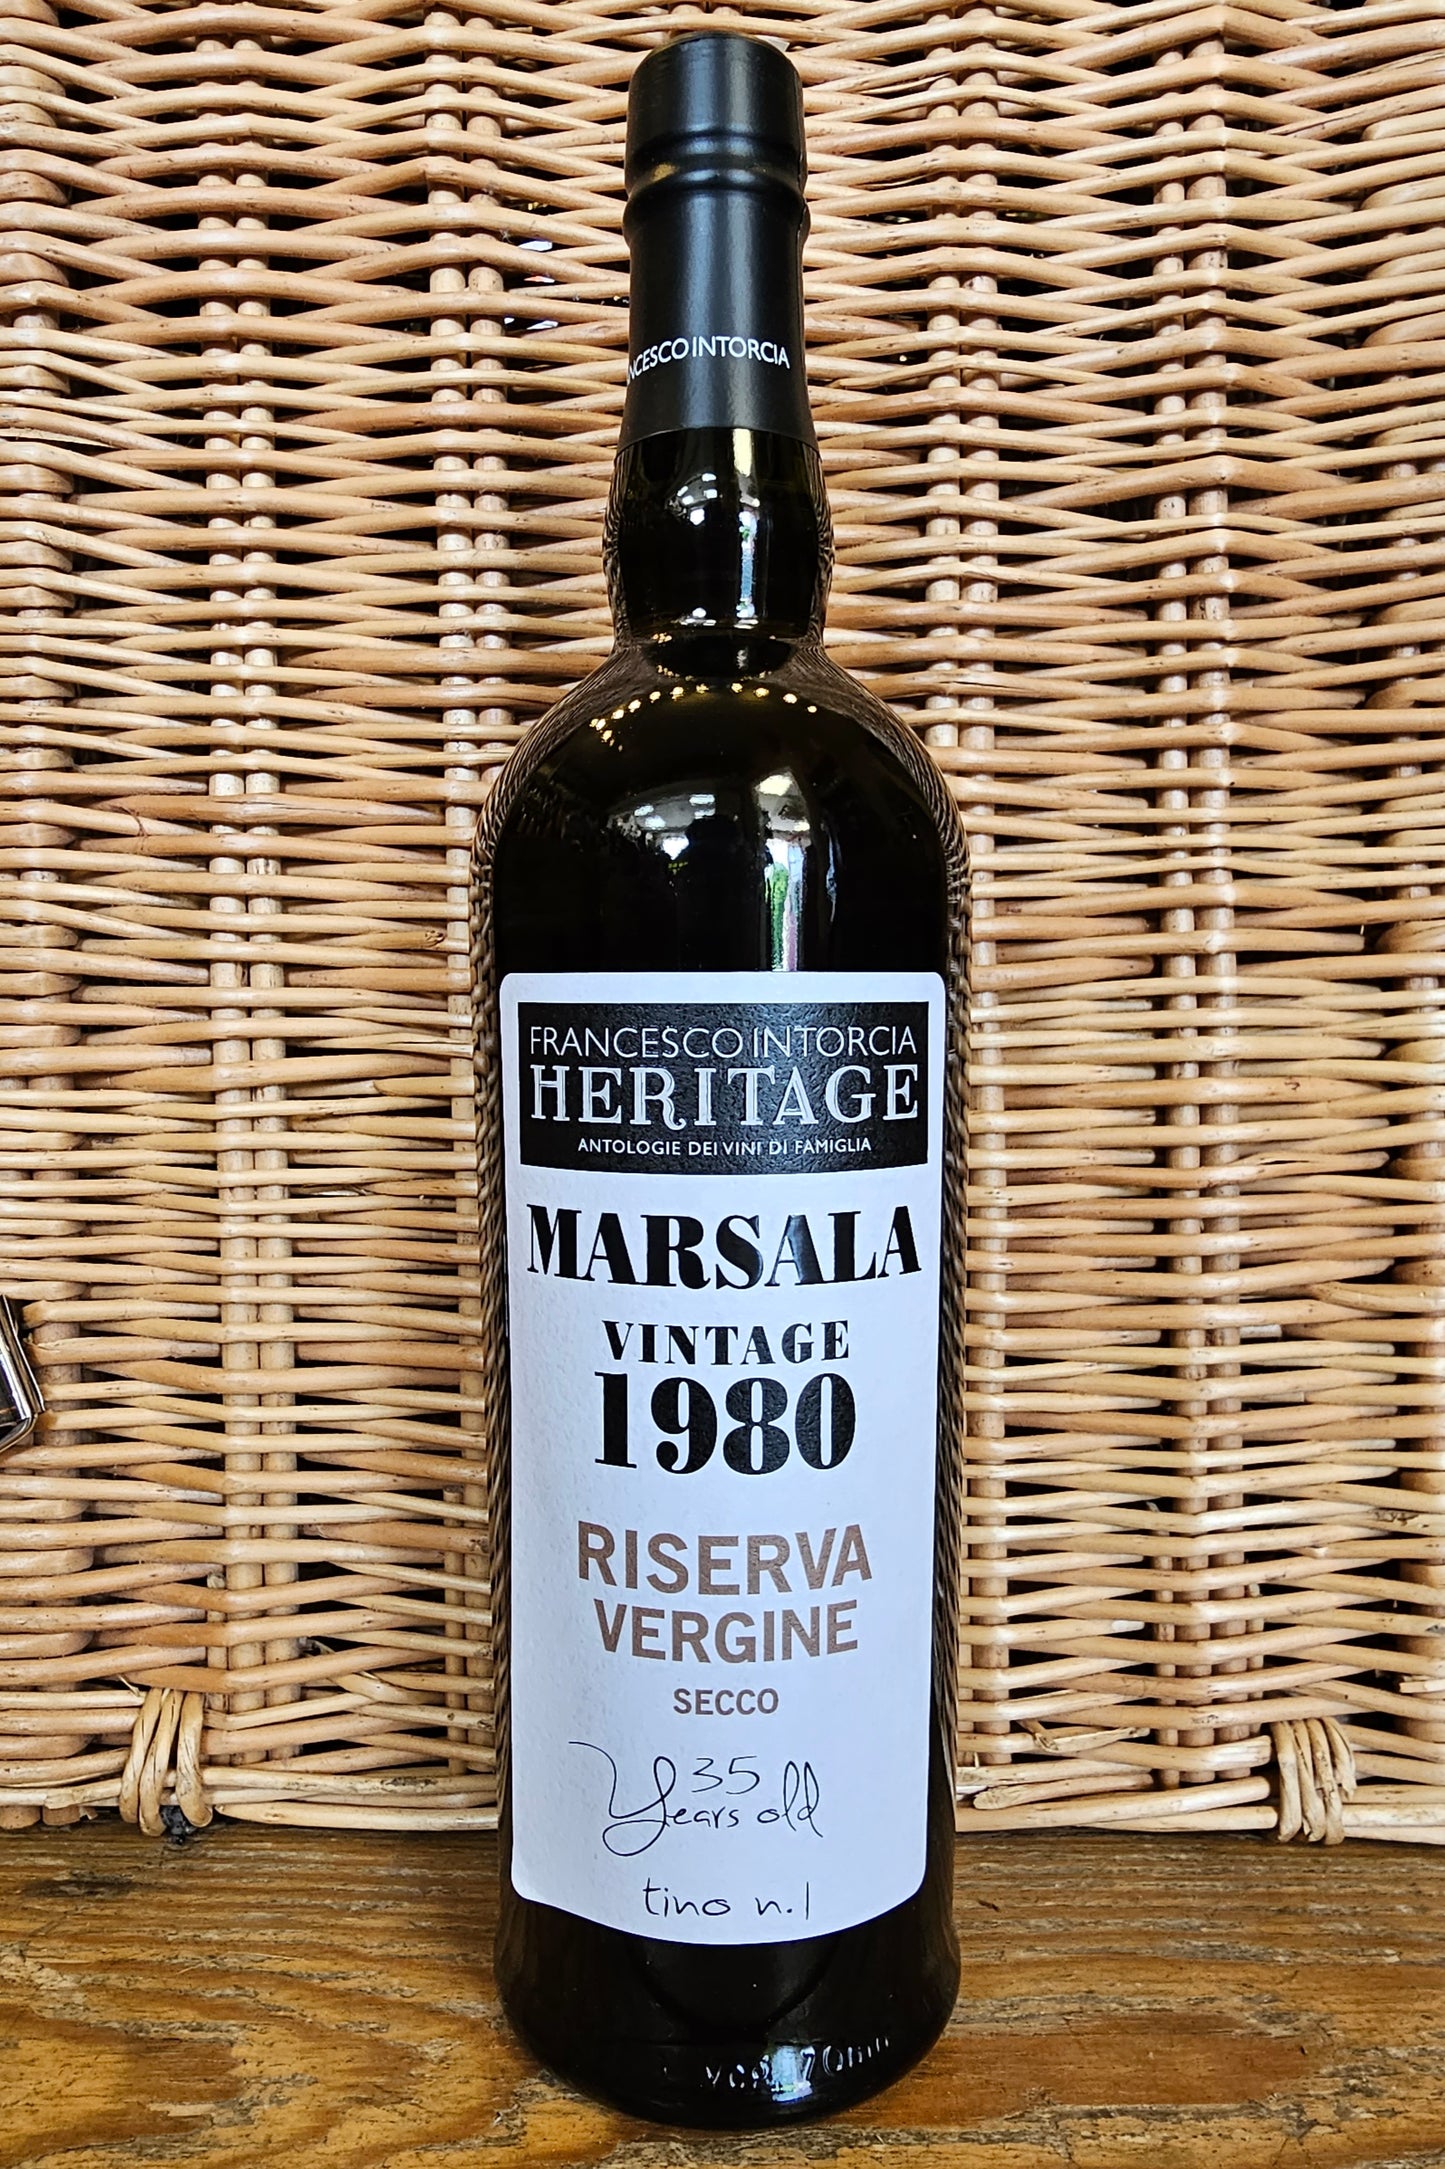 NCESCO INTORCIA
FRANCESCO INTORCIA
HERITAGE
ANTOLOGIE DEI VINI DI FAMIGLIA
MARSALA
VINTAGE
1980
RISERVA
VERGINE
SECCO
35
Years old
tino n.1